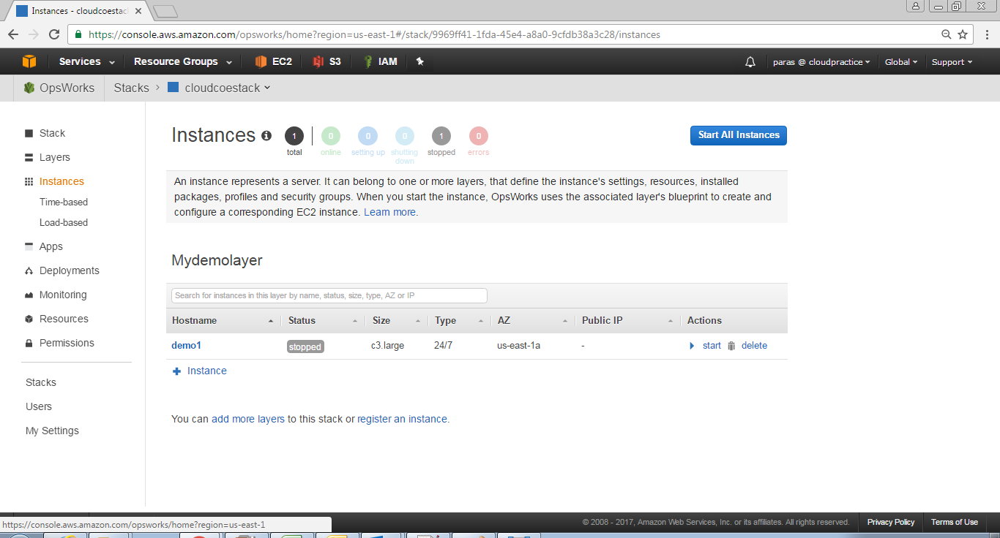 Instances - cloudcoestac
https://console.aws.amazon.com/opsworks/home?region=us-east-1#/stack/9969ff41-1fda-45e4-a8a0-9cfdb38a3c28/instances
Services Resource Groups EC2 S3 IAM paras @ cloudpractice Global Support
OpsWorks Stacks > cloudcoestack
Stack
Layers
Instances
Time-based
Load-based
Apps
Deployments
Monitoring
Resources
Permissions
Stacks
Users
My Settings
Instances
1 total
0 online
0 setting up
0 shutting down
1 stopped
0 errors
Start All Instances
An instance represents a server. It can belong to one or more layers, that define the instance's settings, resources, installed
packages, profiles and security groups. When you start the instance, OpsWorks uses the associated layer's blueprint to create and
configure a corresponding EC2 instance. Learn more.
Mydemolayer
Search for instances in this layer by name, status, size, type, AZ or IP
Hostname Status Size Type AZ Public IP Actions
demo1 stopped c3.large 24/7 us-east-1a - start delete
Instance
You can add more layers to this stack or register an instance.
https://console.aws.amazon.com/opsworks/home?region=us-east-1
© 2008 - 2017, Amazon Web Services, Inc. or its affiliates. All rights reserved. Privacy Policy Terms of Use